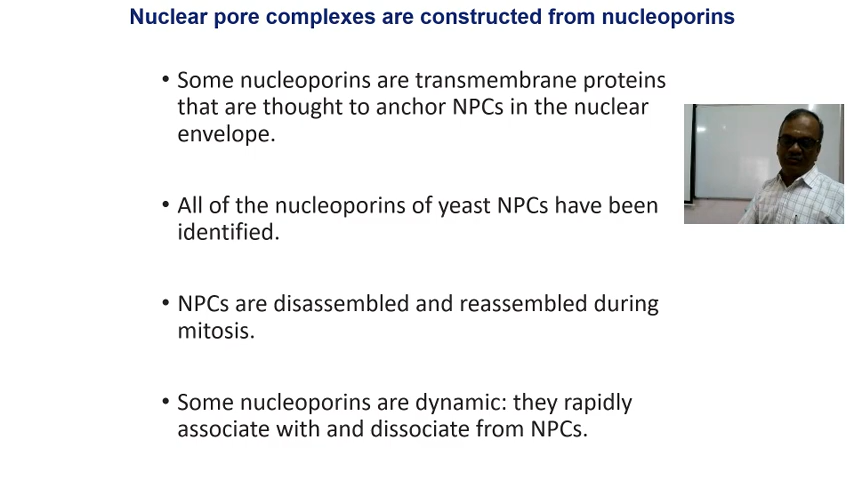 Nuclear pore complexes are constructed from nucleoporins
• Some nucleoporins are transmembrane proteins
that are thought to anchor NPCs in the nuclear
envelope.
• All of the nucleoporins of yeast NPCs have been
identified.
• NPCs are disassembled and reassembled during
mitosis.
• Some nucleoporins are dynamic: they rapidly
associate with and dissociate from NPCs.